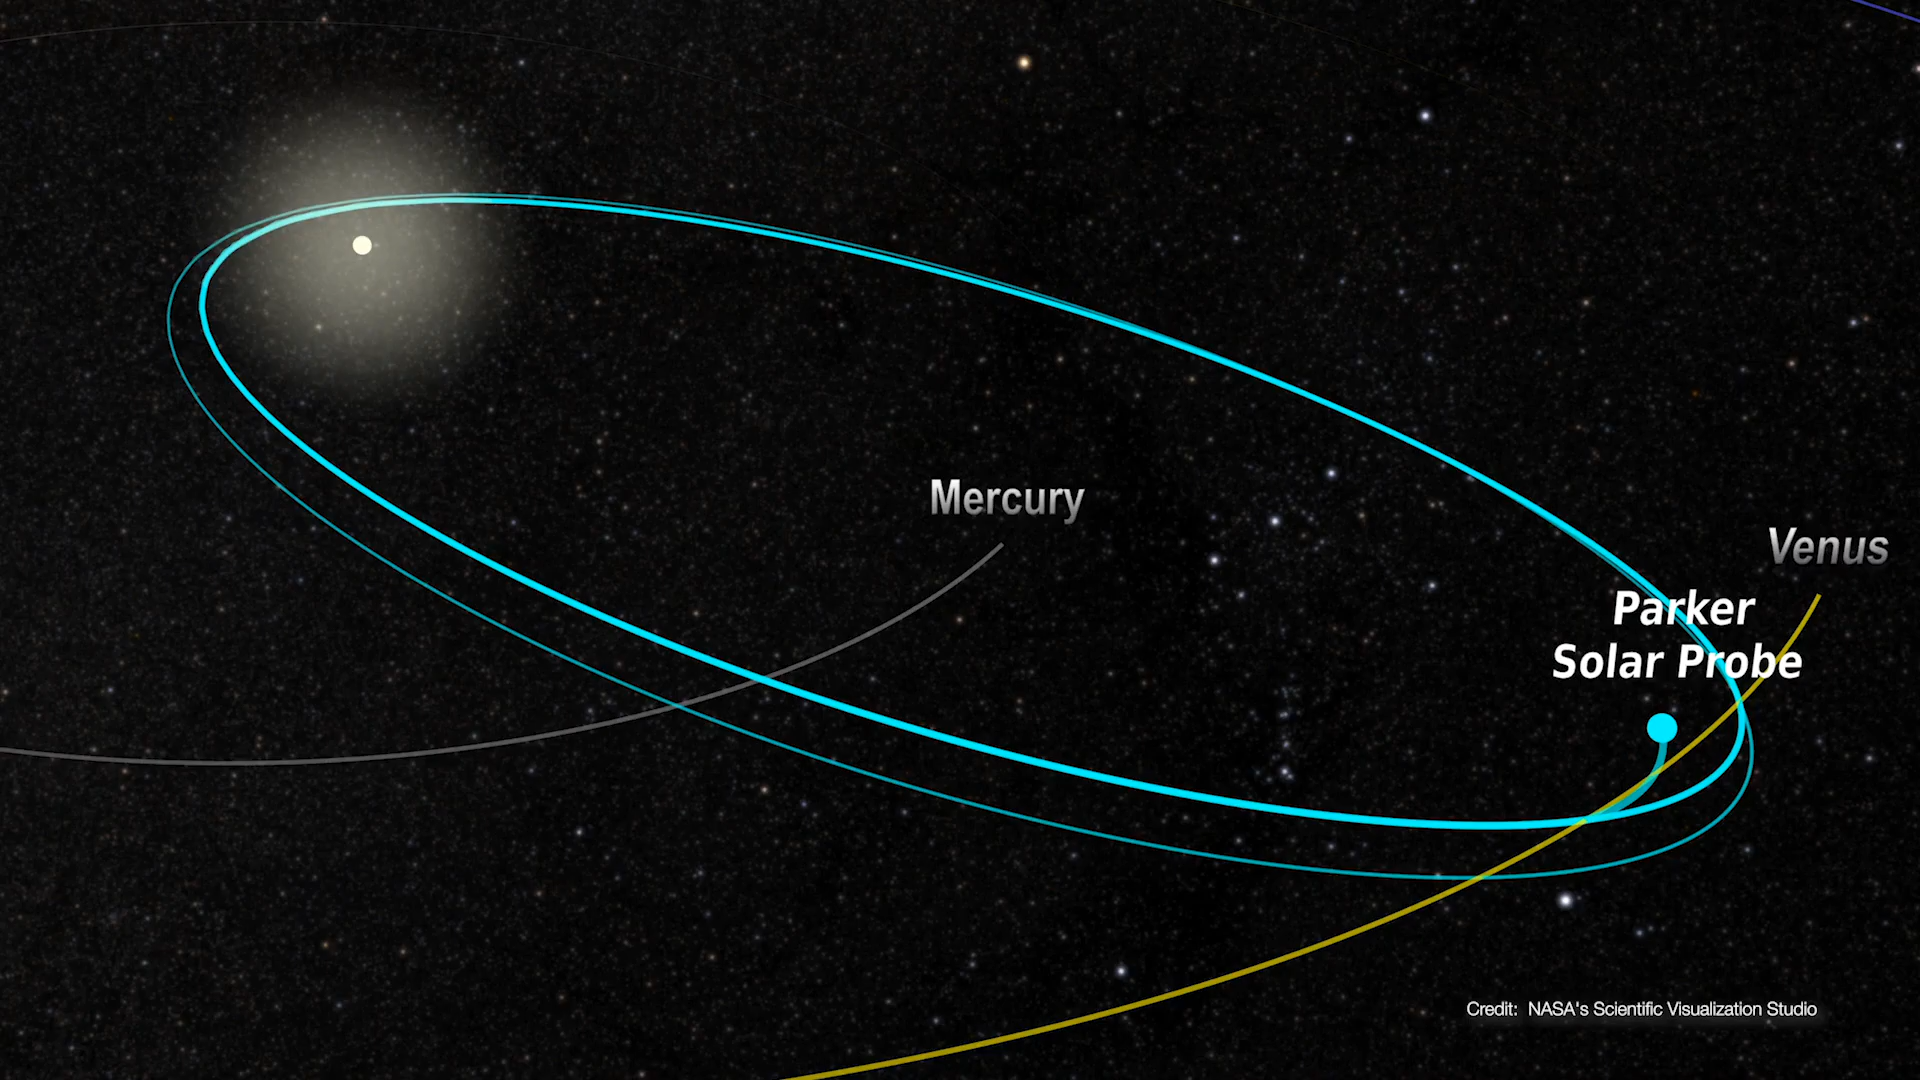 Mercury
Venus
Parker
Solar Probe
Credit: NASA's Scientific Visualization Studio